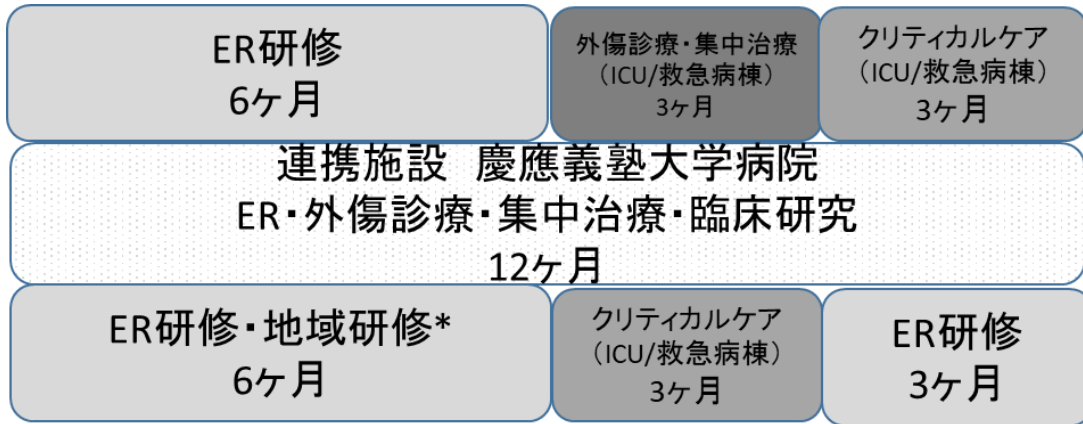 ER研修
6ヶ月
外傷診療・集中治療
（ICU/救急病棟）
3ヶ月
クリティカルケア
（ICU/救急病棟）
3ヶ月
連携施設　慶應義塾大学病院
ER・外傷診療・集中治療・臨床研究
12ヶ月
ER研修・地域研修*
6ヶ月
クリティカルケア
（ICU/救急病棟）
3ヶ月
ER研修
3ヶ月